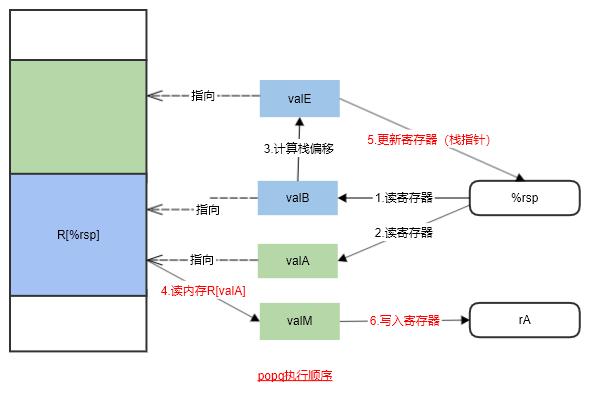 指向
valE
3.计算栈偏移
5.更新寄存器（栈指针）
R[%rsp]
指向
valB
1.读寄存器
%rsp
2.读寄存器
指向
valA
4.读内存R[valA]
valM
6.写入寄存器
rA
popq执行顺序